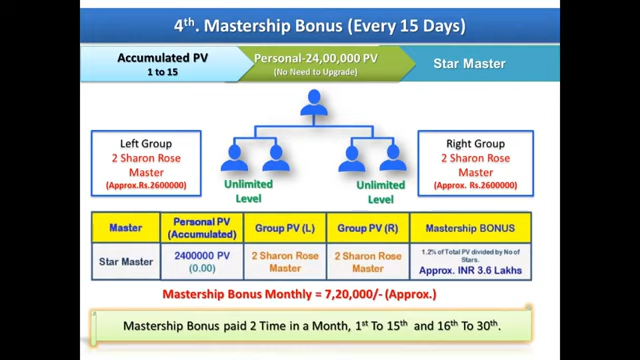 4th. Mastership Bonus (Every 15 Days)
Accumulated PV
1 to 15
Personal-24,00,000 PV
(No Need to Upgrade)
Star Master
Left Group
2 Sharon Rose
Master
(Approx.Rs.2600000)
Right Group
2 Sharon Rose
Master
(Approx. Rs.2600000)
Unlimited
Level
Unlimited
Level
Master
Personal PV
(Accumulated)
Group PV (L)
Group PV (R)
Mastership BONUS
Star Master
2400000 PV
(0.00)
2 Sharon Rose
Master
2 Sharon Rose
Master
1.2% of Total PV divided by No of
Stars.
Approx. INR 3.6 Lakhs
Mastership Bonus Monthly = 7,20,000/- (Approx.)
Mastership Bonus paid 2 Time in a Month, 1st To 15th and 16th To 30th.